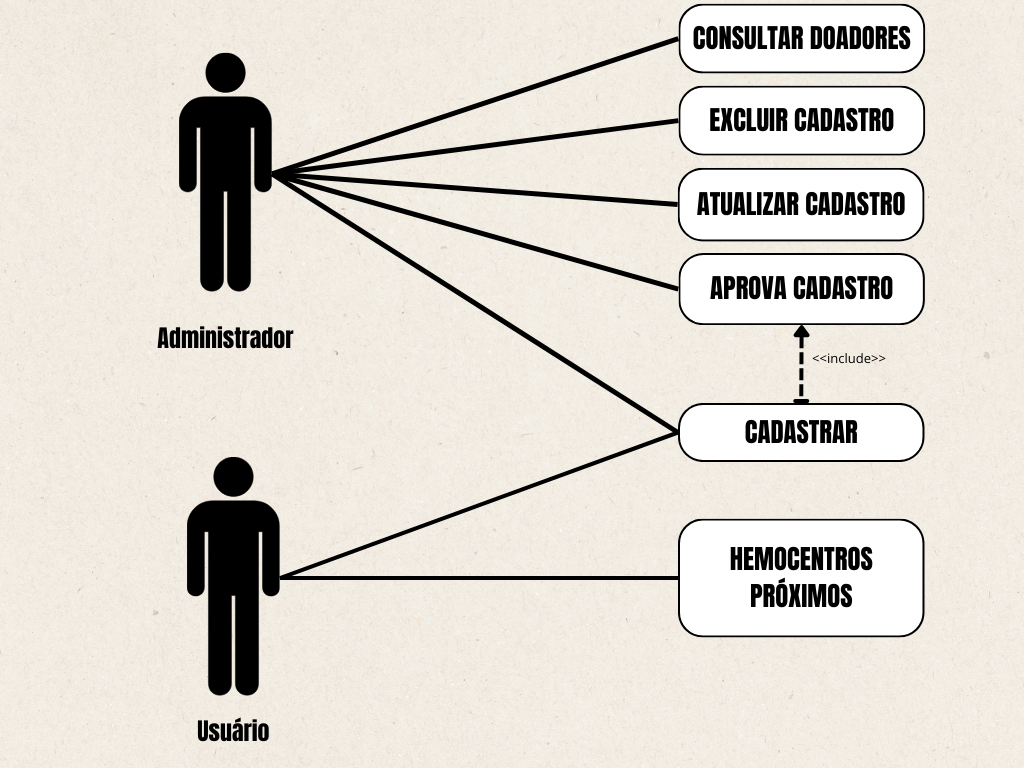 CONSULTAR DOADORES
EXCLUIR CADASTRO
ATUALIZAR CADASTRO
APROVA CADASTRO
Administrador
<<include>>
CADASTRAR
HEMOCENTROS
PRÓXIMOS
Usuário